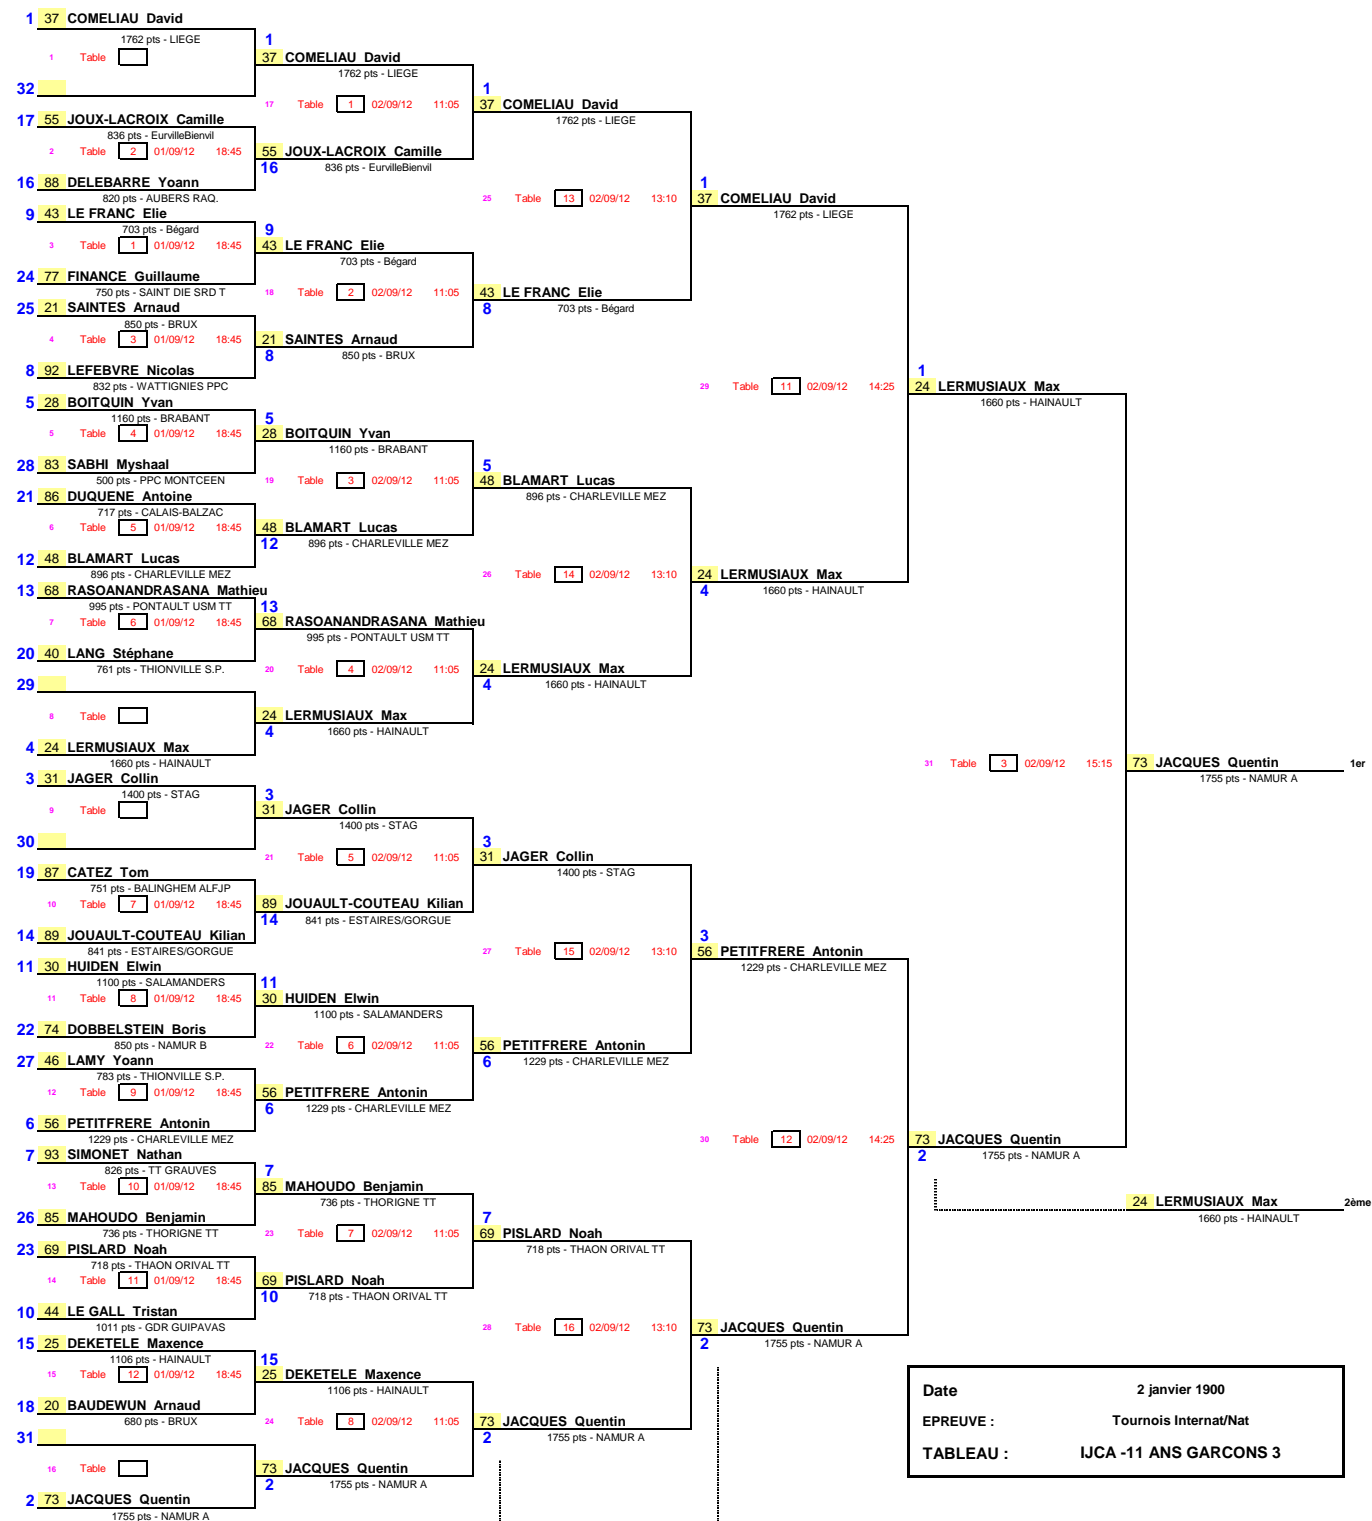 1 37 COMELIAU David
1762 pts - LIEGE
1 Table
32
17 55 JOUX-LACROIX Camille
836 pts - EurvilleBienvil
2 Table 2 01/09/12 18:45
16 88 DELEBARRE Yoann
820 pts - AUBERS RAQ.
9 43 LE FRANC Elie
703 pts - Bégard
3 Table 1 01/09/12 18:45
24 77 FINANCE Guillaume
750 pts - SAINT DIE SRD T
25 21 SAINTES Arnaud
850 pts - BRUX
4 Table 3 01/09/12 18:45
8 92 LEFEBVRE Nicolas
832 pts - WATTIGNIES PPC
5 28 BOITQUIN Yvan
1160 pts - BRABANT
5 Table 4 01/09/12 18:45
28 83 SABHI Myshaal
500 pts - PPC MONTCEEN
21 86 DUQUENE Antoine
717 pts - CALAIS-BALZAC
6 Table 5 01/09/12 18:45
12 48 BLAMART Lucas
896 pts - CHARLEVILLE MEZ
13 68 RASOANANDRASANA Mathieu
995 pts - PONTAULT USM TT
7 Table 6 01/09/12 18:45
20 40 LANG Stéphane
761 pts - THIONVILLE S.P.
29
8 Table
4 24 LERMUSIAUX Max
1660 pts - HAINAULT
3 31 JAGER Collin
1400 pts - STAG
9 Table
30
19 87 CATEZ Tom
751 pts - BALINGHEM ALFJP
10 Table 7 01/09/12 18:45
14 89 JOUAULT-COUTEAU Kilian
841 pts - ESTAIRES/GORGUE
11 30 HUIDEN Elwin
1100 pts - SALAMANDERS
11 Table 8 01/09/12 18:45
22 74 DOBBELSTEIN Boris
850 pts - NAMUR B
27 46 LAMY Yoann
783 pts - THIONVILLE S.P.
12 Table 9 01/09/12 18:45
6 56 PETITFRERE Antonin
1229 pts - CHARLEVILLE MEZ
7 93 SIMONET Nathan
826 pts - TT GRAUVES
13 Table 10 01/09/12 18:45
26 85 MAHOUDO Benjamin
736 pts - THORIGNE TT
23 69 PISLARD Noah
718 pts - THAON ORIVAL TT
14 Table 11 01/09/12 18:45
10 44 LE GALL Tristan
1011 pts - GDR GUIPAVAS
15 25 DEKETELE Maxence
1106 pts - HAINAULT
15 Table 12 01/09/12 18:45
18 20 BAUDEWUN Arnaud
680 pts - BRUX
31
16 Table
2 73 JACQUES Quentin
1755 pts - NAMUR A
1
37 COMELIAU David
1762 pts - LIEGE
17 Table 1 02/09/12 11:05
55 JOUX-LACROIX Camille
16 836 pts - EurvilleBienvil
9
43 LE FRANC Elie
703 pts - Bégard
18 Table 2 02/09/12 11:05
21 SAINTES Arnaud
8 850 pts - BRUX
5
28 BOITQUIN Yvan
1160 pts - BRABANT
19 Table 3 02/09/12 11:05
48 BLAMART Lucas
12 896 pts - CHARLEVILLE MEZ
13
68 RASOANANDRASANA Mathieu
995 pts - PONTAULT USM TT
20 Table 4 02/09/12 11:05
24 LERMUSIAUX Max
4 1660 pts - HAINAULT
3
31 JAGER Collin
1400 pts - STAG
21 Table 5 02/09/12 11:05
89 JOUAULT-COUTEAU Kilian
14 841 pts - ESTAIRES/GORGUE
11
30 HUIDEN Elwin
1100 pts - SALAMANDERS
22 Table 6 02/09/12 11:05
56 PETITFRERE Antonin
6 1229 pts - CHARLEVILLE MEZ
7
85 MAHOUDO Benjamin
736 pts - THORIGNE TT
23 Table 7 02/09/12 11:05
69 PISLARD Noah
10 718 pts - THAON ORIVAL TT
15
25 DEKETELE Maxence
1106 pts - HAINAULT
24 Table 8 02/09/12 11:05
73 JACQUES Quentin
2 1755 pts - NAMUR A
1
37 COMELIAU David
1762 pts - LIEGE
25 Table 13 02/09/12 13:10
43 LE FRANC Elie
8 703 pts - Bégard
5
48 BLAMART Lucas
896 pts - CHARLEVILLE MEZ
26 Table 14 02/09/12 13:10
24 LERMUSIAUX Max
4 1660 pts - HAINAULT
3
31 JAGER Collin
1400 pts - STAG
27 Table 15 02/09/12 13:10
56 PETITFRERE Antonin
6 1229 pts - CHARLEVILLE MEZ
7
69 PISLARD Noah
718 pts - THAON ORIVAL TT
28 Table 16 02/09/12 13:10
73 JACQUES Quentin
2 1755 pts - NAMUR A
1
37 COMELIAU David
1762 pts - LIEGE
29 Table 11 02/09/12 14:25
24 LERMUSIAUX Max
4 1660 pts - HAINAULT
3
56 PETITFRERE Antonin
1229 pts - CHARLEVILLE MEZ
30 Table 12 02/09/12 14:25
73 JACQUES Quentin
2 1755 pts - NAMUR A
1
24 LERMUSIAUX Max
1660 pts - HAINAULT
31 Table 3 02/09/12 15:15
73 JACQUES Quentin
2 1755 pts - NAMUR A
73 JACQUES Quentin 1er
1755 pts - NAMUR A
24 LERMUSIAUX Max 2ème
1660 pts - HAINAULT
Date 2 janvier 1900
EPREUVE : Tournois Internat/Nat
TABLEAU : IJCA -11 ANS GARCONS 3